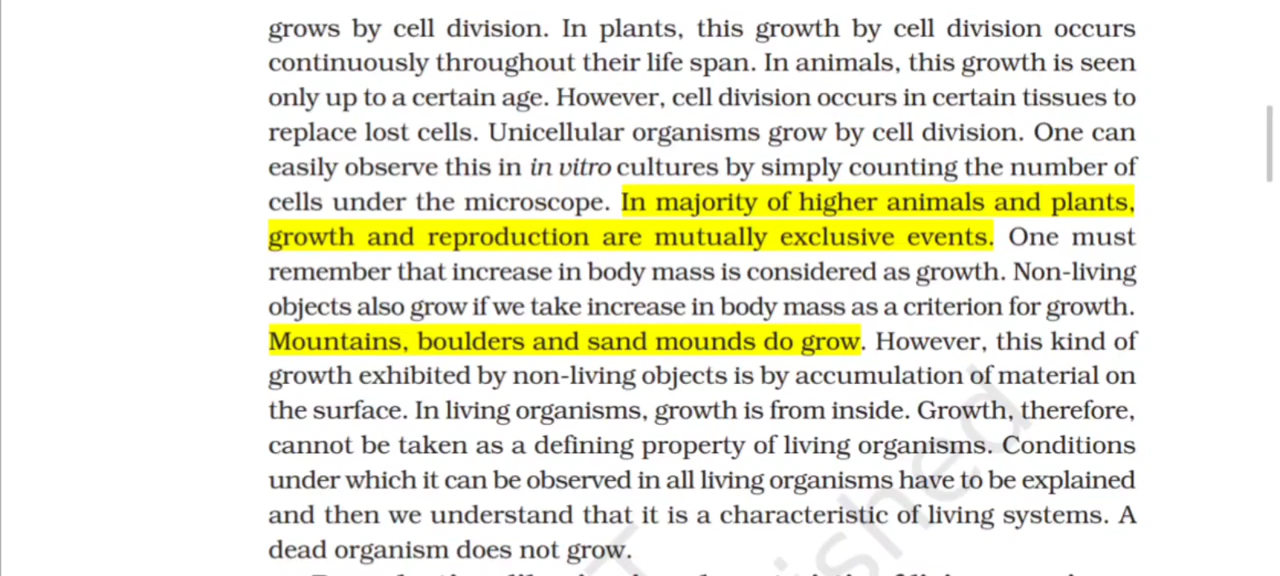 grows by cell division. In plants, this growth by cell division occurs
continuously throughout their life span. In animals, this growth is seen
only up to a certain age. However, cell division occurs in certain tissues to
replace lost cells. Unicellular organisms grow by cell division. One can
easily observe this in in vitro cultures by simply counting the number of
cells under the microscope. In majority of higher animals and plants,
growth and reproduction are mutually exclusive events. One must
remember that increase in body mass is considered as growth. Non-living
objects also grow if we take increase in body mass as a criterion for growth.
Mountains, boulders and sand mounds do grow. However, this kind of
growth exhibited by non-living objects is by accumulation of material on
the surface. In living organisms, growth is from inside. Growth, therefore,
cannot be taken as a defining property of living organisms. Conditions
under which it can be observed in all living organisms have to be explained
and then we understand that it is a characteristic of living systems. A
dead organism does not grow.